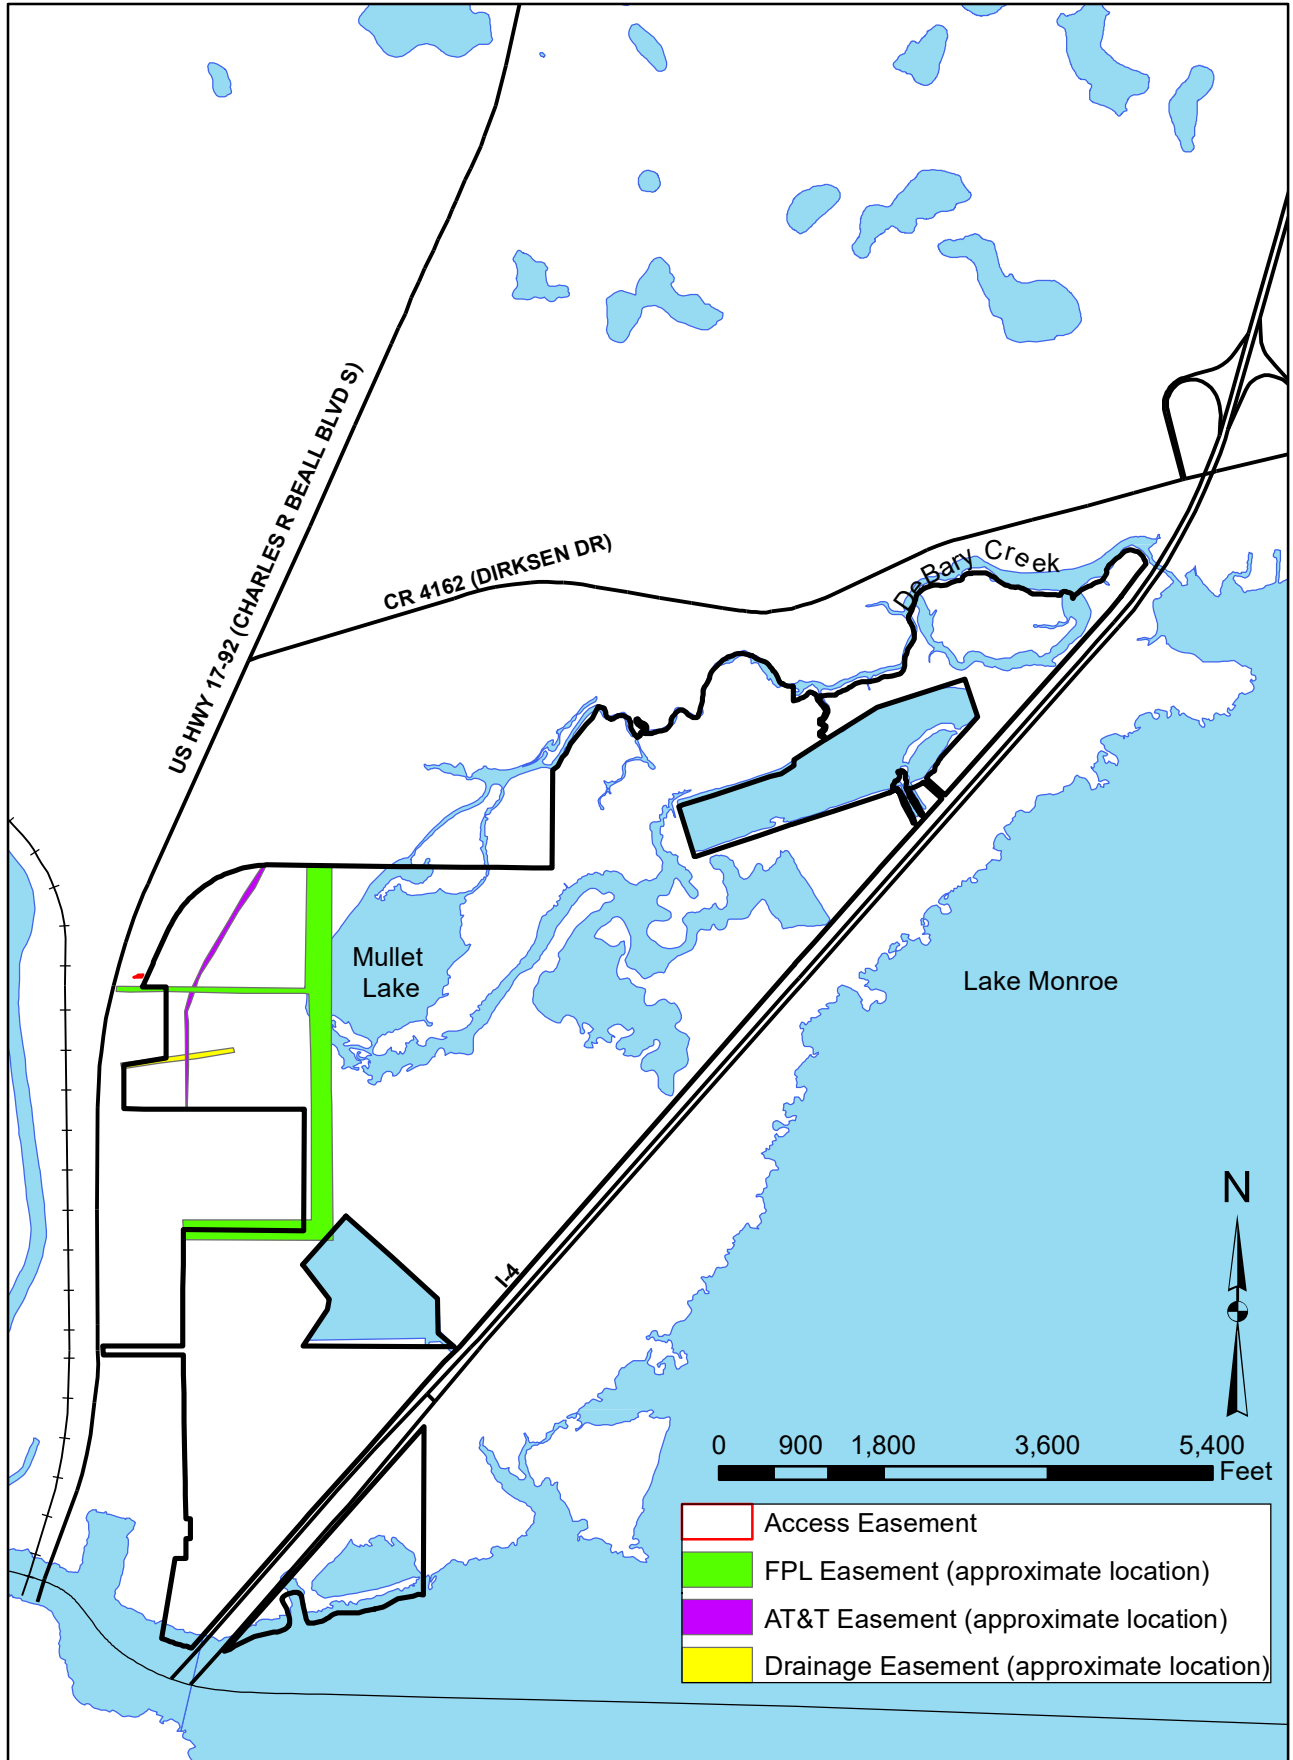 US HWY 17-92 (CHARLES R BEALL BLVD S)
CR 4162 (DIRKSEN DR)
DeBary Creek
Mullet
Lake
Lake Monroe
I-4
N
0 900 1,800 3,600 5,400
Feet
Access Easement
FPL Easement (approximate location)
AT&T Easement (approximate location)
Drainage Easement (approximate location)